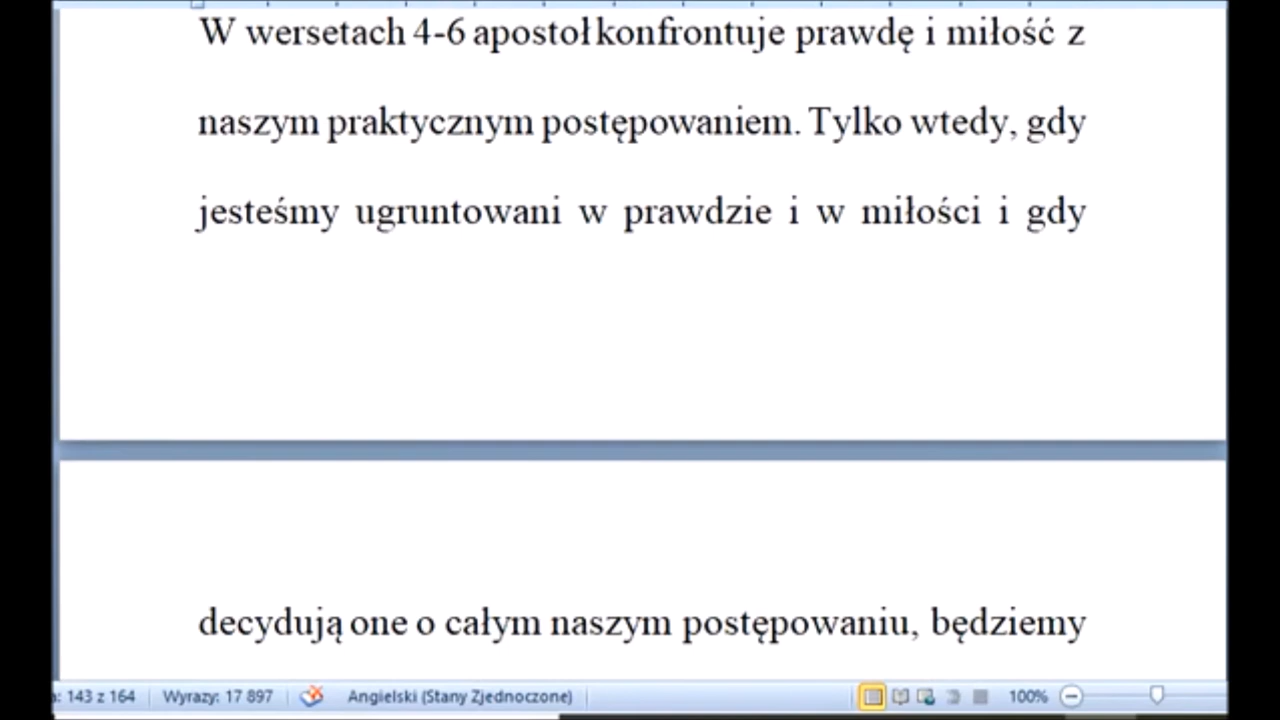 W wersetach 4-6 apostoł konfrontuje prawdę i miłość z
naszym praktycznym postępowaniem. Tylko wtedy, gdy
jesteśmy ugruntowani w prawdzie i w miłości i gdy
decydują one o całym naszym postępowaniu, będziemy
: 143 z 164 Wyrazy: 17 897 Angielski (Stany Zjednoczone) 100%